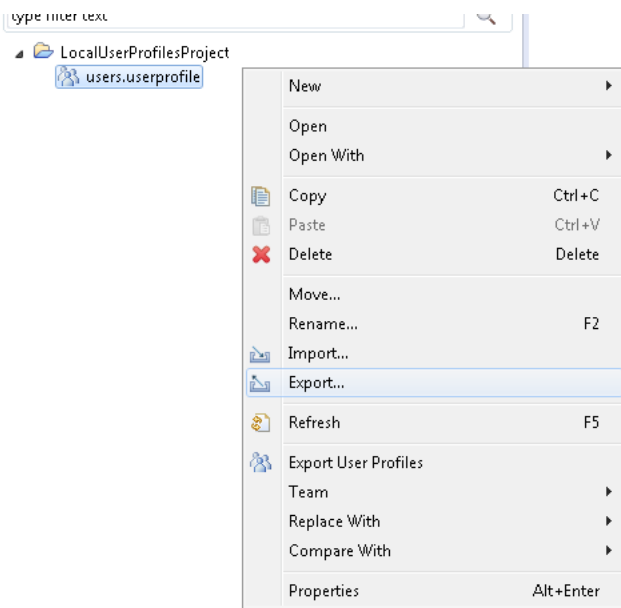 type filter text
LocalUserProfilesProject
users.userprofile
New
Open
Open With
Copy Ctrl+C
Paste Ctrl+V
Delete Delete
Move...
Rename... F2
Import...
Export...
Refresh F5
Export User Profiles
Team
Replace With
Compare With
Properties Alt+Enter